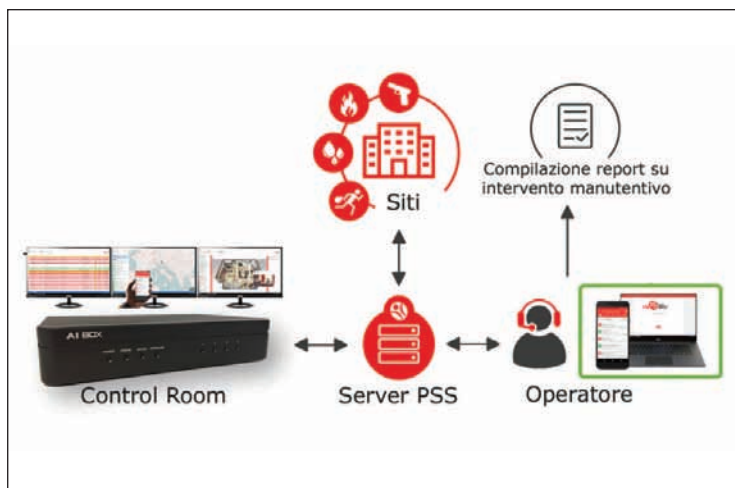 Compilazione report su
intervento manutentivo
Siti
AI BOX
Control Room
Server PSS
Operatore